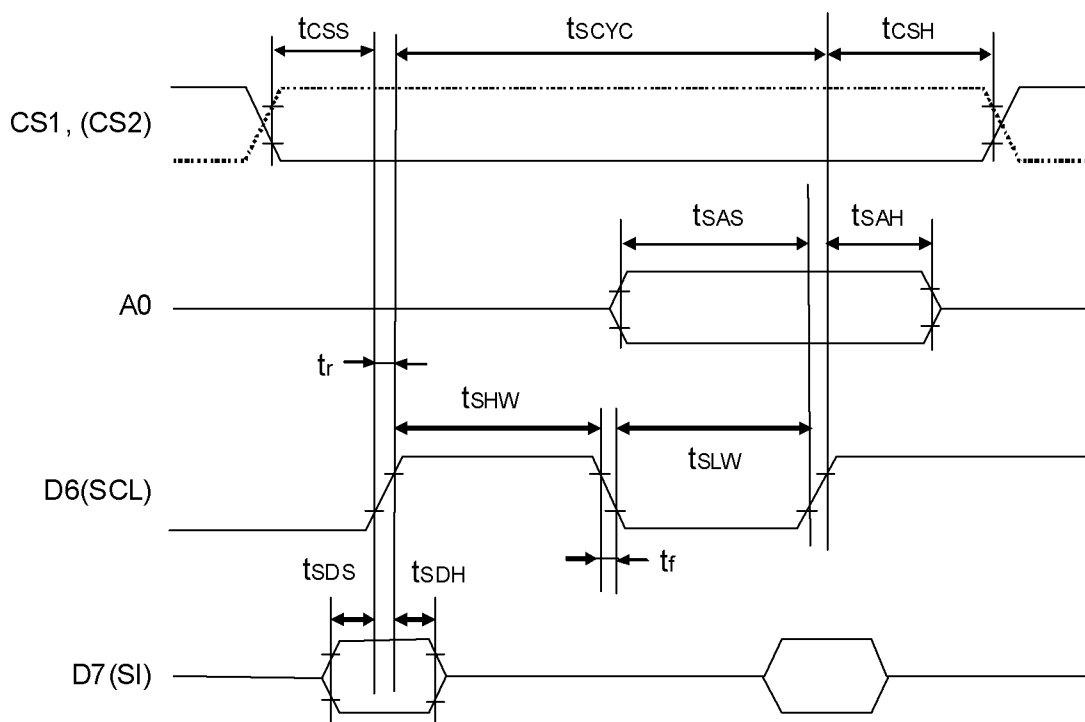 tCSS tSCYC tCSH
CS1, (CS2)
tSAS tSAH
A0
tr
tSHW
tSLW
D6(SCL)
tSDS tSDH tf
D7(SI)